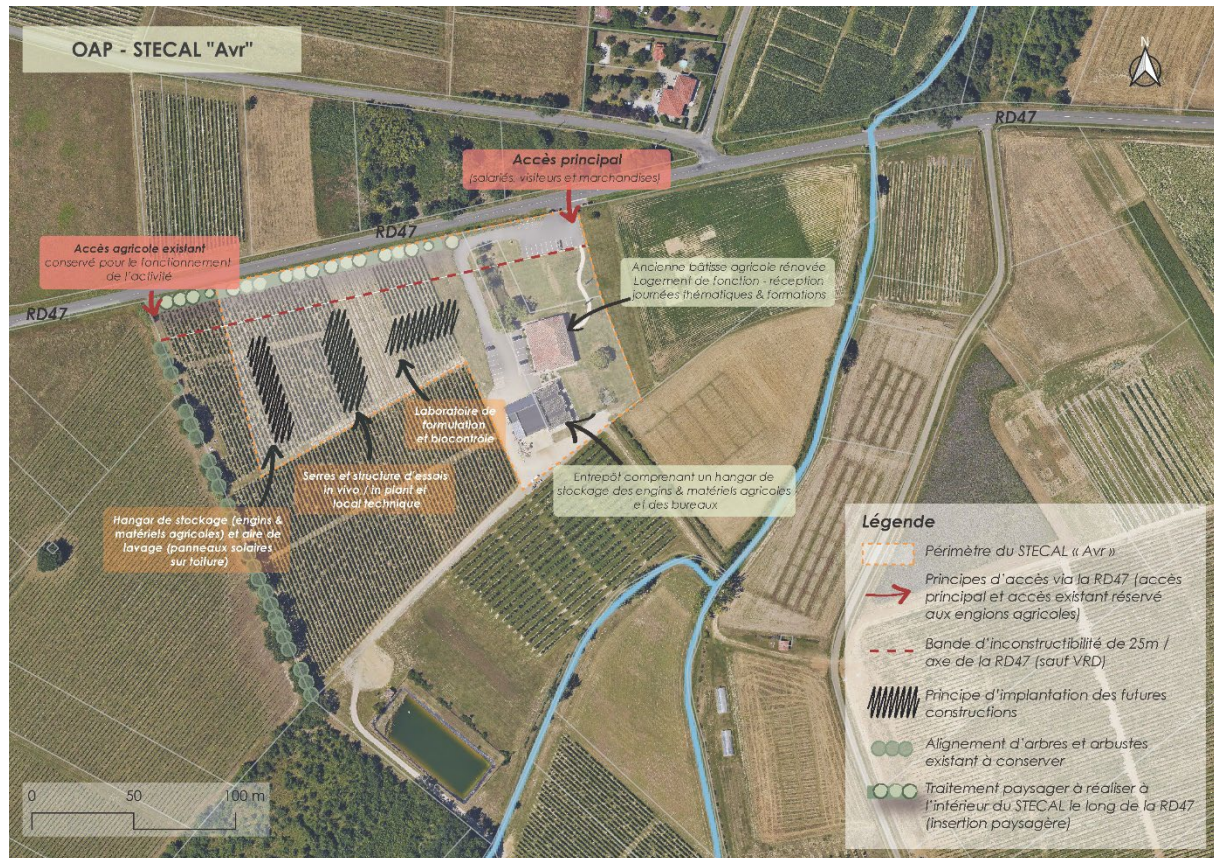 OAP - STECAL "Avr"
N
RD47
Accès principal
(salariés, visiteurs et marchandises)
RD47
Accès agricole existant
conservé pour le fonctionnement
de l'activité
RD47
Ancienne bâtisse agricole rénovée
Logement de fonction - réception
journées thématiques & formations
Laboratoire de
formutation
et biocontrôle
Serres et structure d'essais
in vivo / in plant et
local technique
Entrepôt comprenant un hangar de
stockage des engins & matériels agricoles
et des bureaux
Hangar de stockage (engins &
matériels agricoles) et aire de
lavage (panneaux solaires
sur toiture)
Légende
Périmètre du STECAL « Avr »
Principes d'accès via la RD47 (accès
principal et accès existant réservé
aux engions agricoles)
Bande d'inconstructibilité de 25m /
axe de la RD47 (sauf VRD)
Principe d'implantation des futures
constructions
Alignement d'arbres et arbustes
existant à conserver
Traitement paysager à réaliser à
l'intérieur du STECAL le long de la RD47
(insertion paysagère)
0 50 100 m